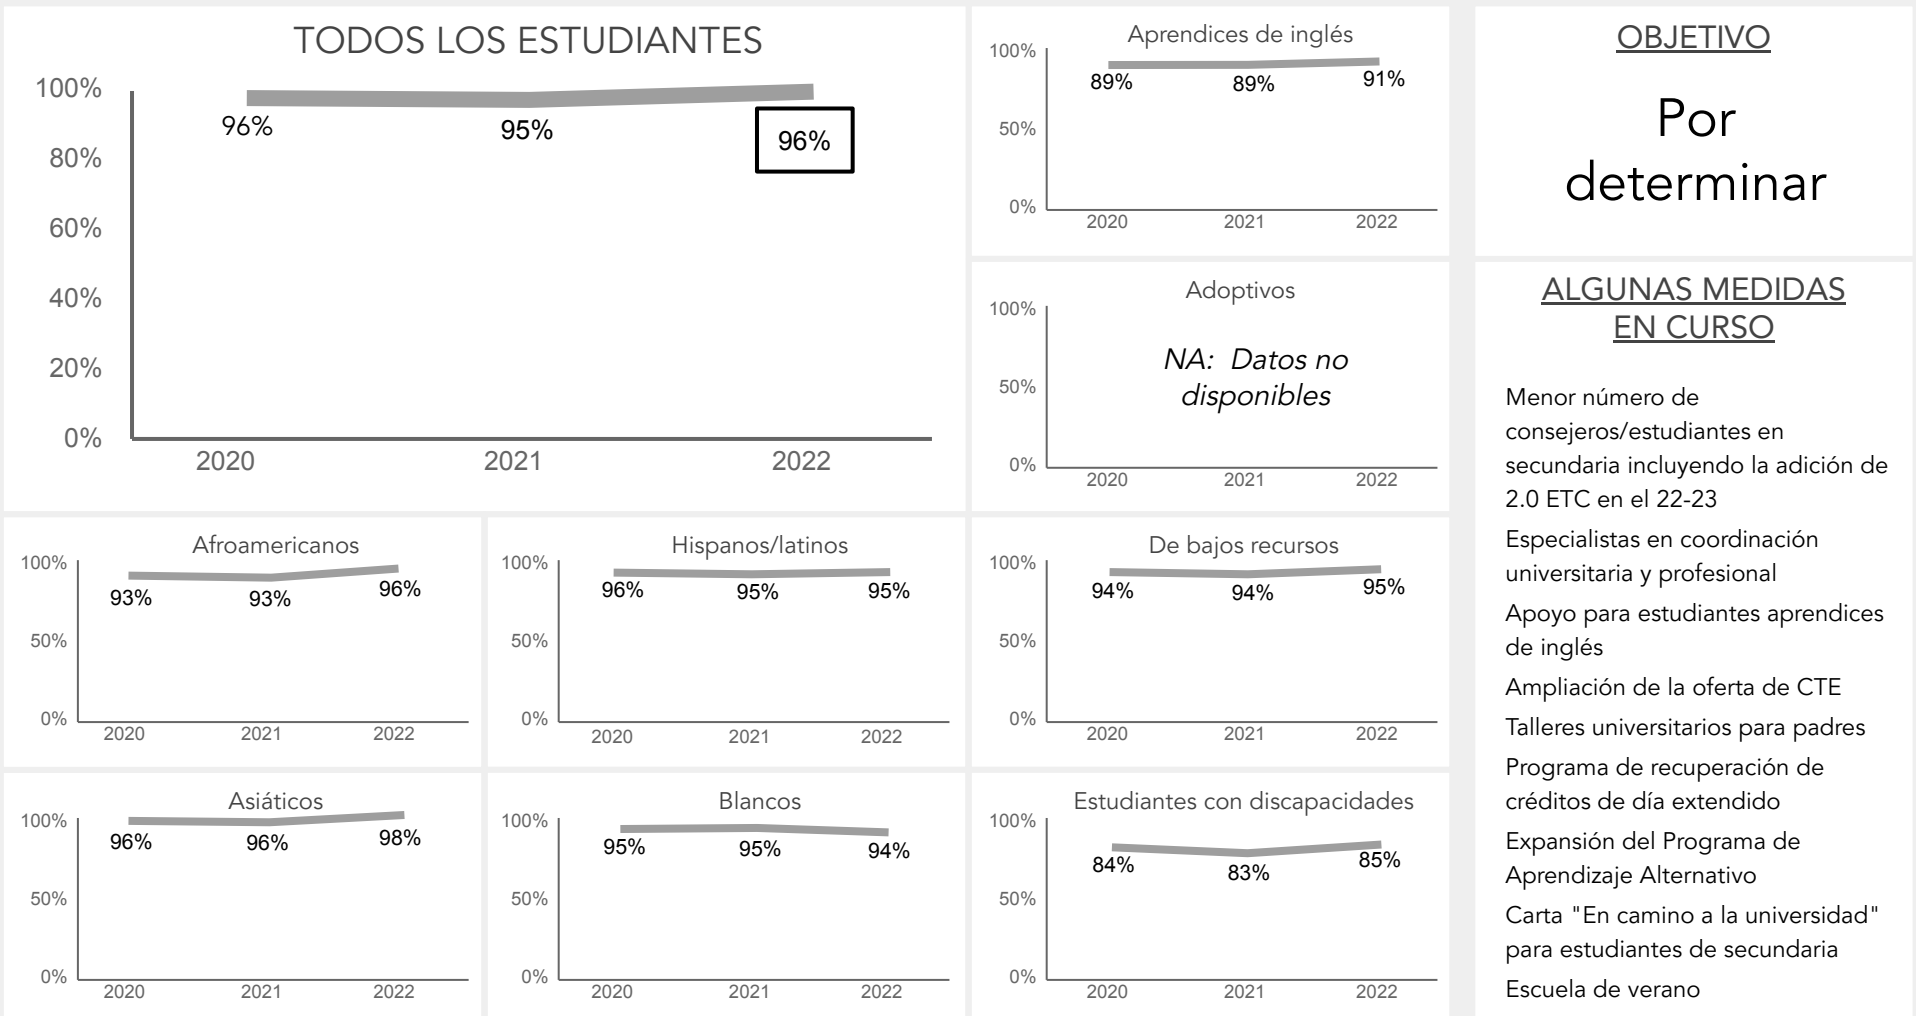 TODOS LOS ESTUDIANTES
100%
80%
60%
40%
20%
0%
96%
95%
96%
2020
2021
2022
Aprendices de inglés
100%
50%
0%
89%
89%
91%
2020
2021
2022
Adoptivos
100%
50%
0%
NA: Datos no
disponibles
2020
2021
2022
Afroamericanos
100%
50%
0%
93%
93%
96%
2020
2021
2022
Hispanos/latinos
100%
50%
0%
96%
95%
95%
2020
2021
2022
De bajos recursos
100%
50%
0%
94%
94%
95%
2020
2021
2022
Asiáticos
100%
50%
0%
96%
96%
98%
2020
2021
2022
Blancos
100%
50%
0%
95%
95%
94%
2020
2021
2022
Estudiantes con discapacidades
100%
50%
0%
84%
83%
85%
2020
2021
2022
OBJETIVO
Por
determinar
ALGUNAS MEDIDAS
EN CURSO
Menor número de
consejeros/estudiantes en
secundaria incluyendo la adición de
2.0 ETC en el 22-23
Especialistas en coordinación
universitaria y profesional
Apoyo para estudiantes aprendices
de inglés
Ampliación de la oferta de CTE
Talleres universitarios para padres
Programa de recuperación de
créditos de día extendido
Expansión del Programa de
Aprendizaje Alternativo
Carta "En camino a la universidad"
para estudiantes de secundaria
Escuela de verano